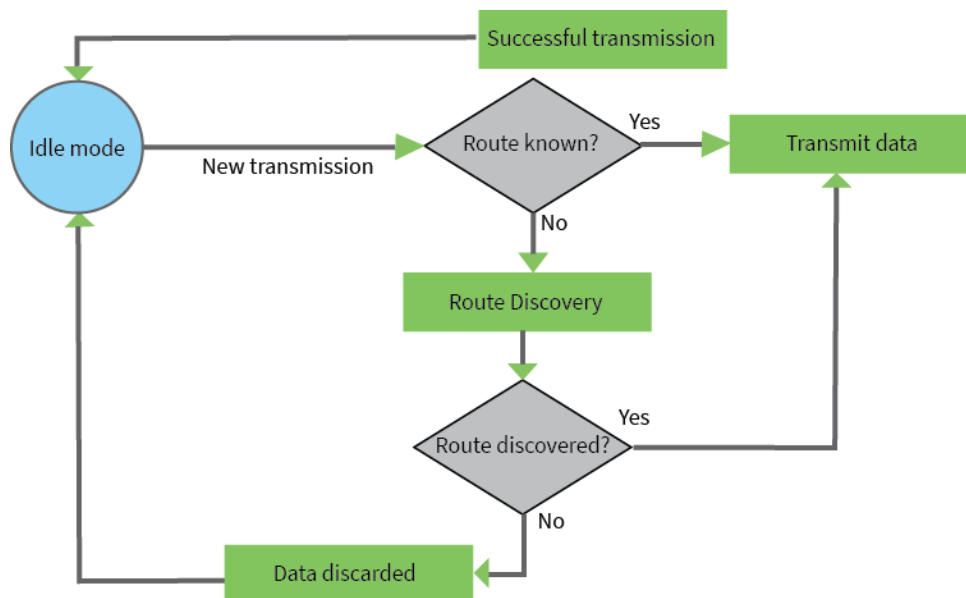 Successful transmission
Idle mode
New transmission
Route known?
Yes
Transmit data
No
Route Discovery
Route discovered?
Yes
No
Data discarded